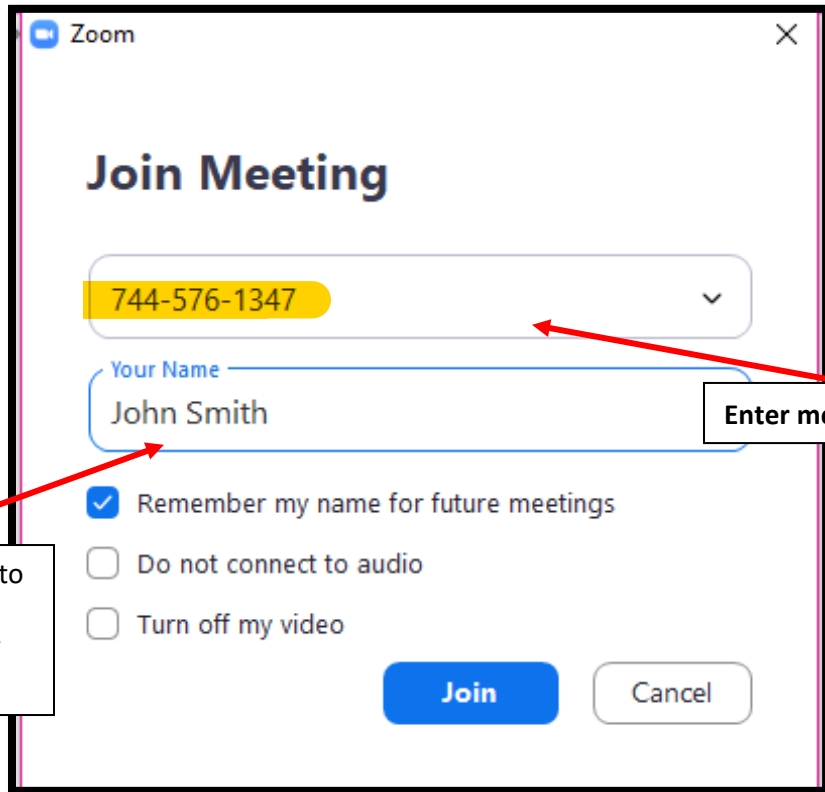 Zoom
Join Meeting
744-576-1347
Your Name
John Smith
Enter
Remember my name for future meetings
to
Do not connect to audio
Turn off my video
Join
Cancel